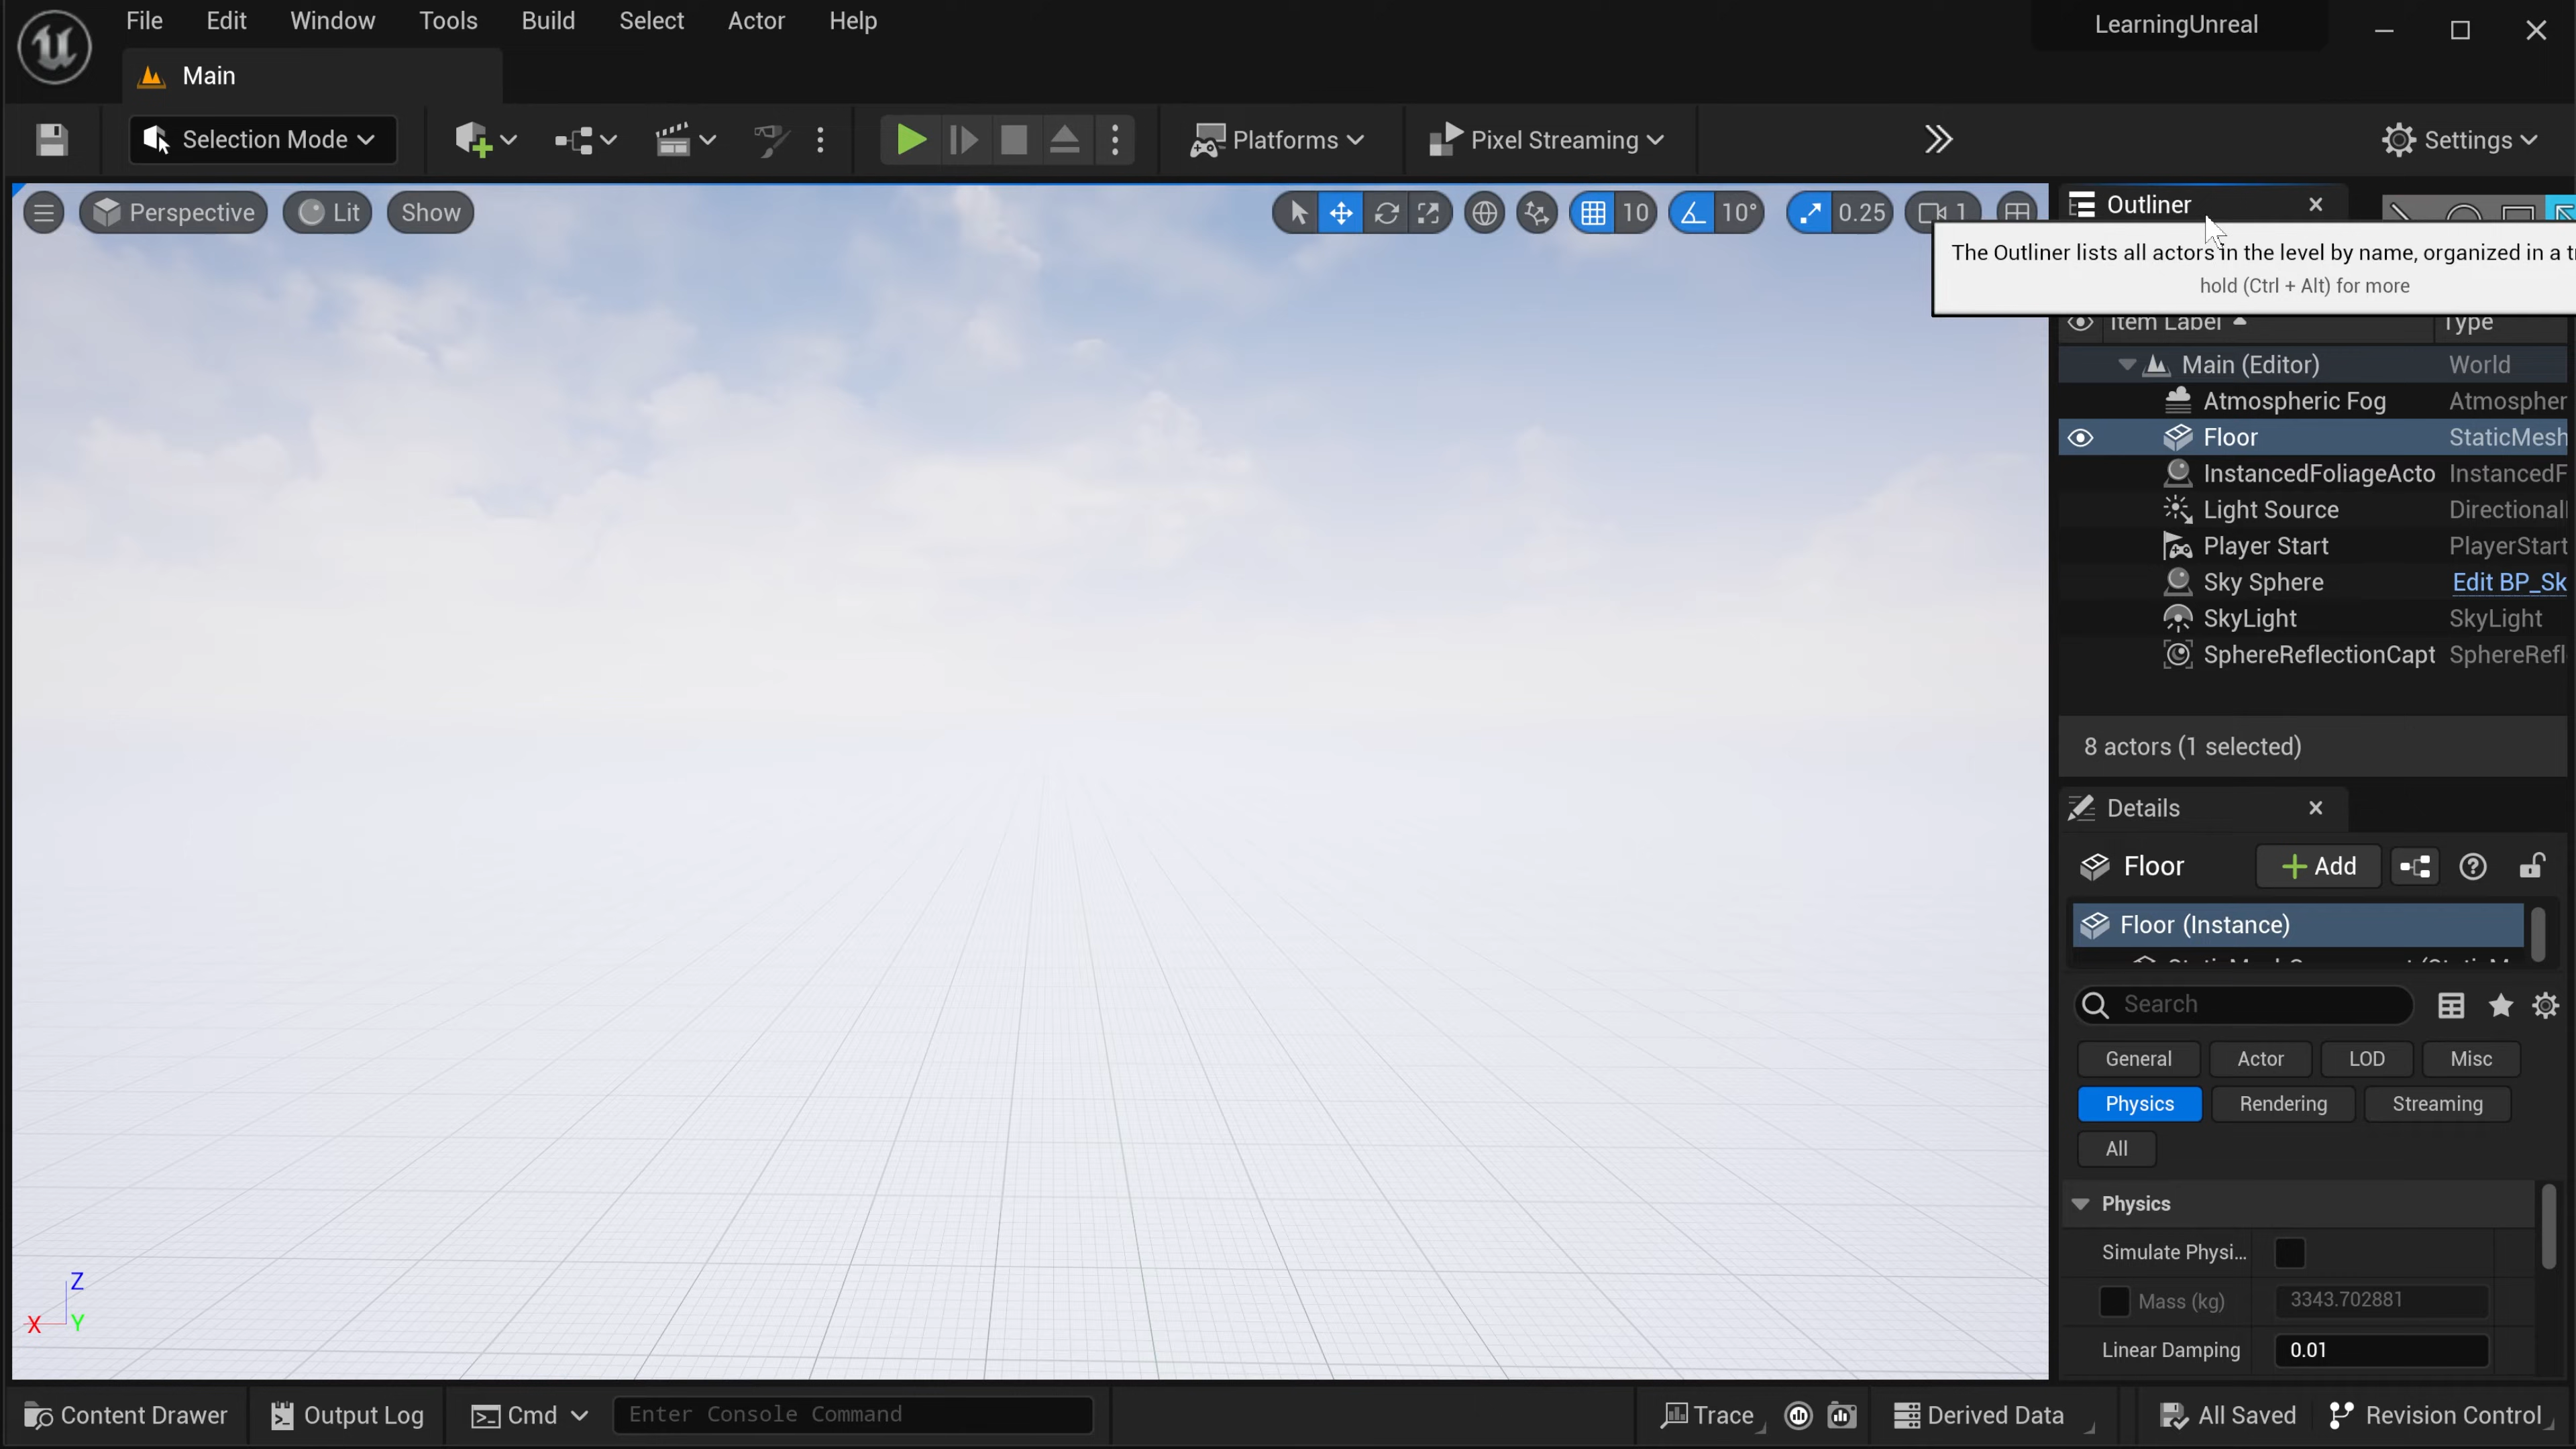 File Edit Window Tools Build Select Actor Help
LearningUnreal
Main
Selection Mode
Platforms
Pixel Streaming
Settings
Perspective
Lit
Show
10
10°
0.25
1
Outliner
The Outliner lists all actors in the level by name, organized in a
hold (Ctrl + Alt) for more
Item Label
Type
Main (Editor) World
Atmospheric Fog Atmospher
Floor StaticMesh
InstancedFoliageActo InstancedF
Light Source Directional
Player Start PlayerStart
Sky Sphere Edit BP_Sk
SkyLight SkyLight
SphereReflectionCapt SphereRefl
8 actors (1 selected)
Details
Floor
Add
Floor (Instance)
Search
General Actor LOD Misc
Physics Rendering Streaming
All
Physics
Simulate Physi...
Mass (kg) 3343.702881
Linear Damping 0.01
Z
X Y
Content Drawer
Output Log
Cmd
Enter Console Command
Trace
Derived Data
All Saved
Revision Control